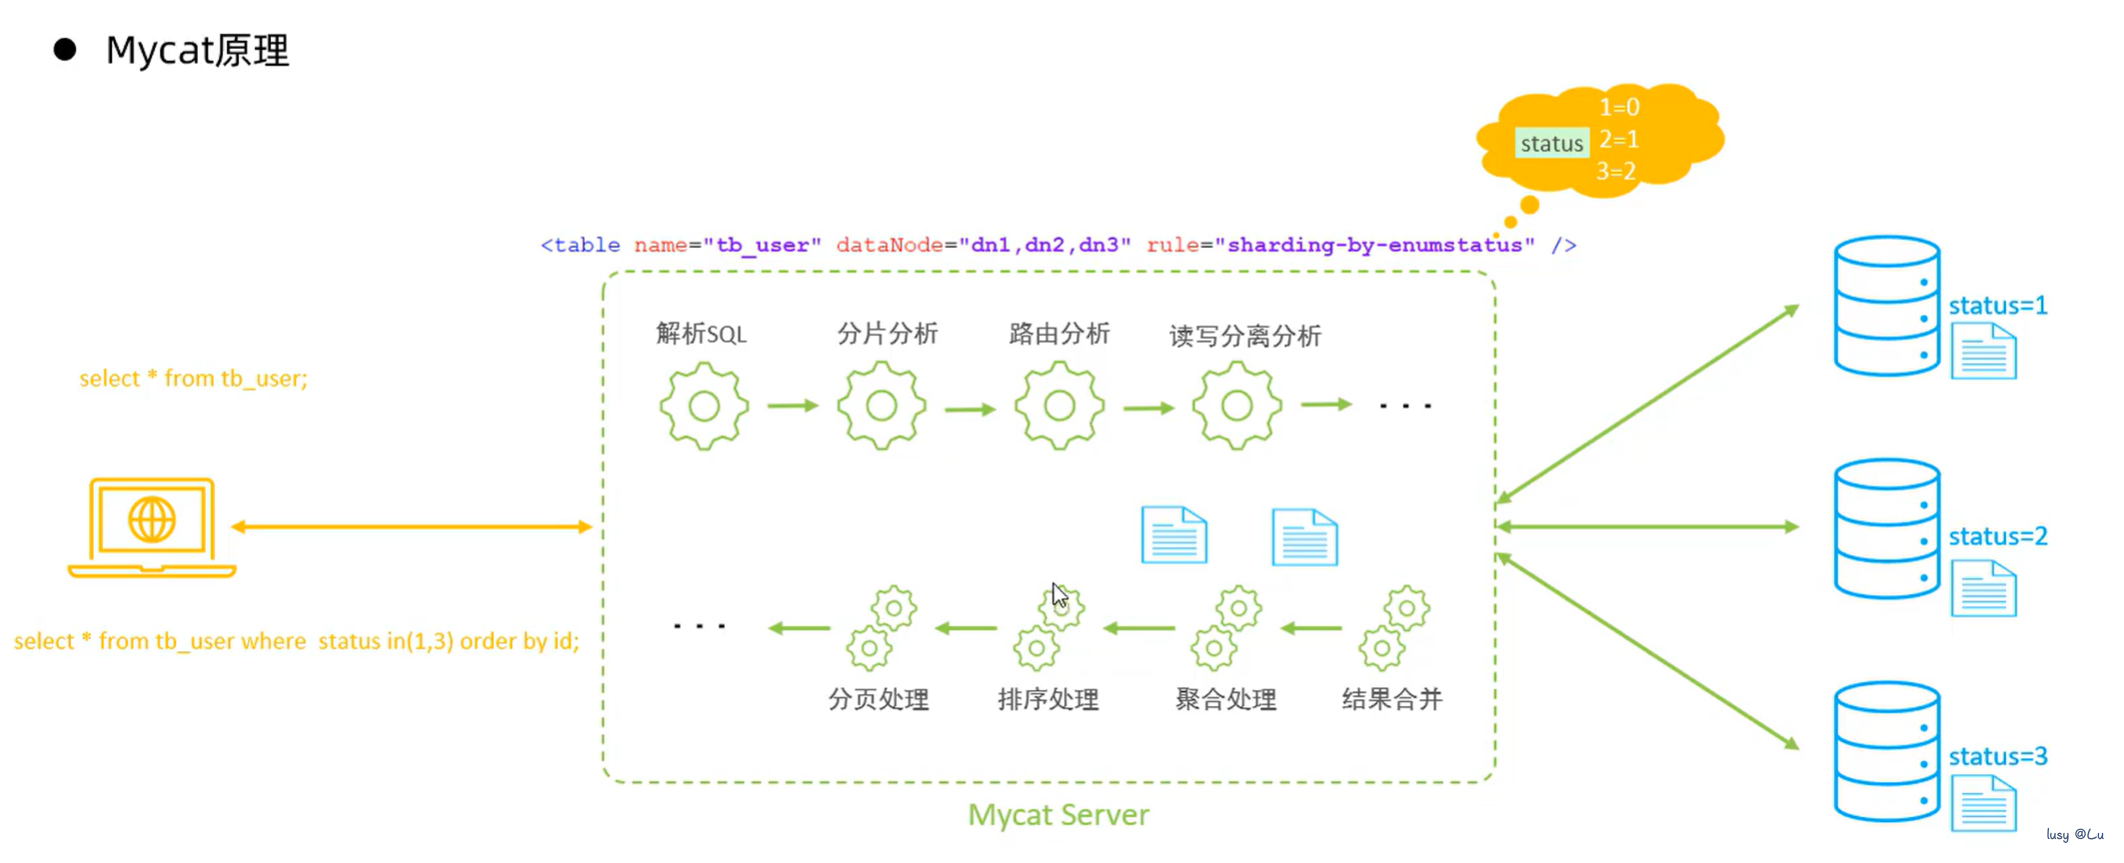 ● Mycat原理
1=0
status 2=1
3=2
<table name="tb_user" dataNode="dn1,dn2,dn3" rule="sharding-by-enumstatus" />
解析SQL 分片分析 路由分析 读写分离分析
select * from tb_user;
status=1
status=2
select * from tb_user where status in(1,3) order by id;
分页处理 排序处理 聚合处理 结果合并
status=3
Mycat Server
lusy @Lu